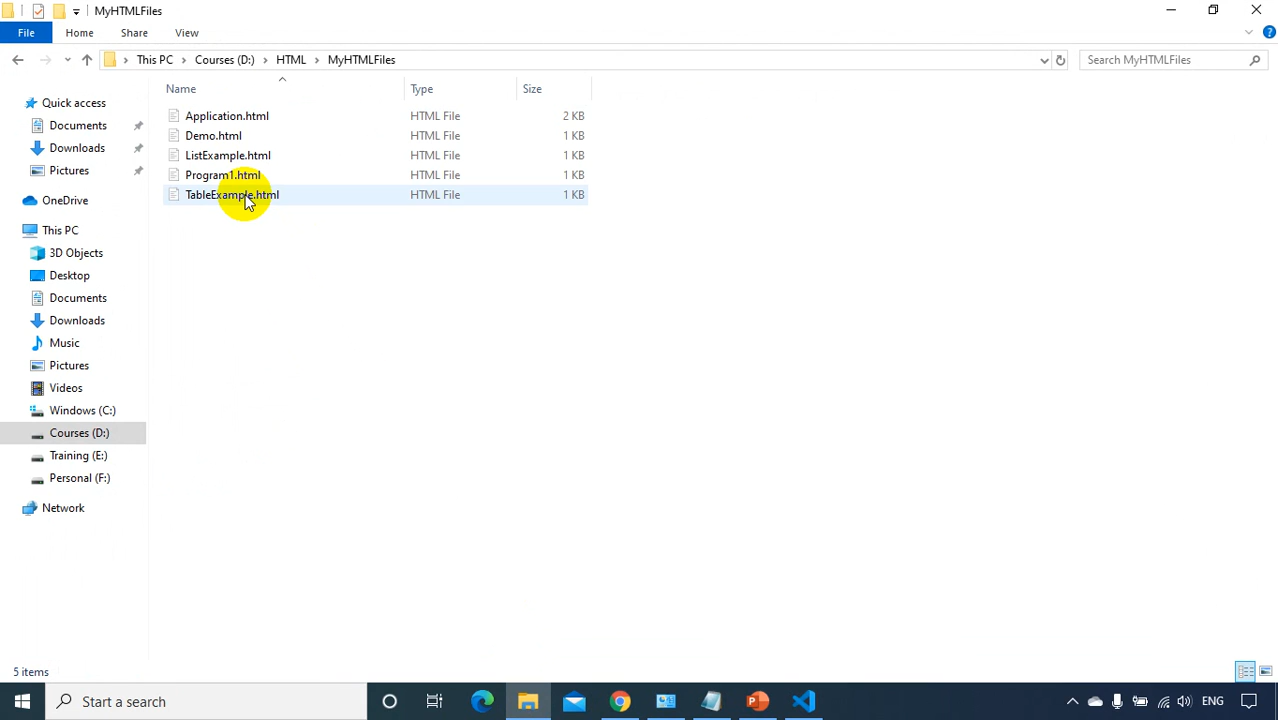 MyHTMLFiles
File Home Share View
This PC Courses (D:) HTML MyHTMLFiles Search MyHTMLFiles
Name Type Size
Application.html HTML File 2 KB
Demo.html HTML File 1 KB
ListExample.html HTML File 1 KB
Program1.html HTML File 1 KB
TableExample.html HTML File 1 KB
Quick access
Documents
Downloads
Pictures
OneDrive
This PC
3D Objects
Desktop
Documents
Downloads
Music
Pictures
Videos
Windows (C:)
Courses (D:)
Training (E:)
Personal (F:)
Network
5 items
Start a search ENG